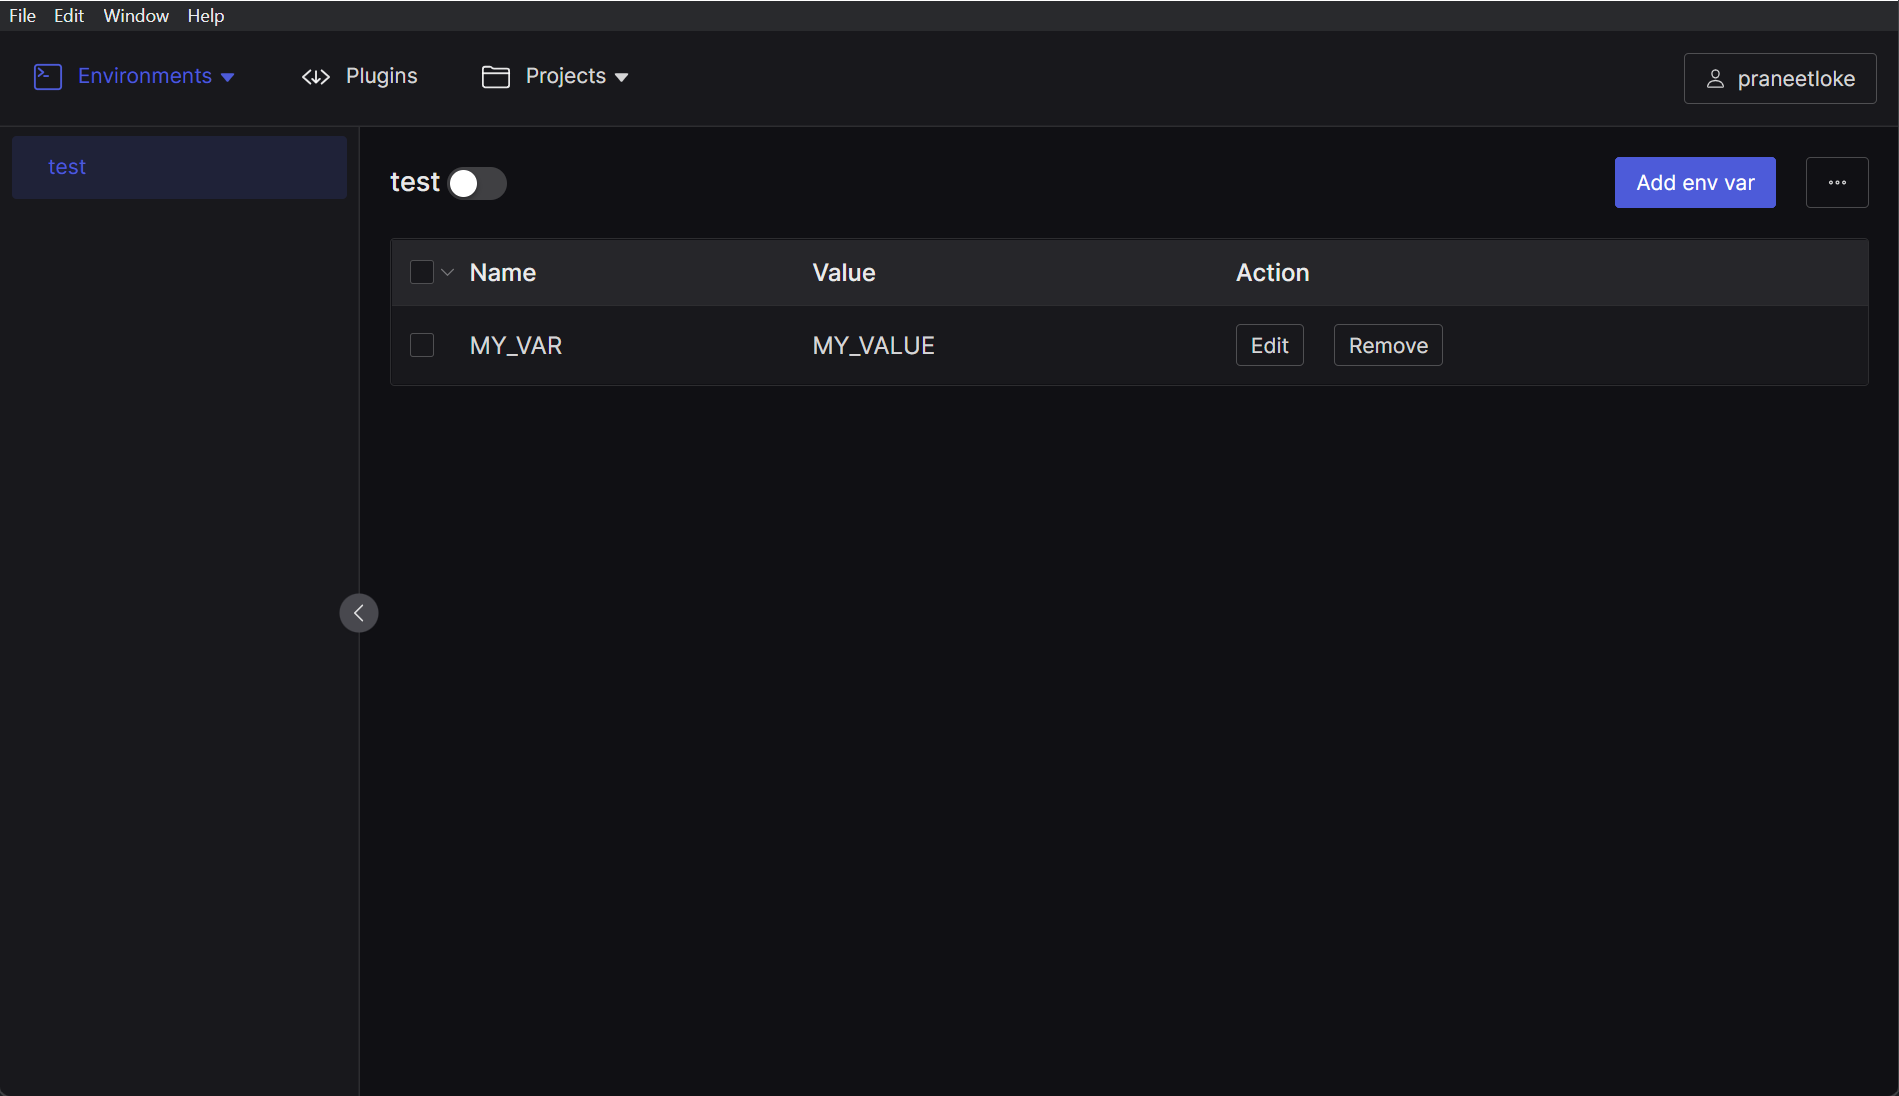 File Edit Window Help
Environments Plugins Projects praneetloke
test
test Add env var
Name Value Action
MY_VAR MY_VALUE Edit Remove